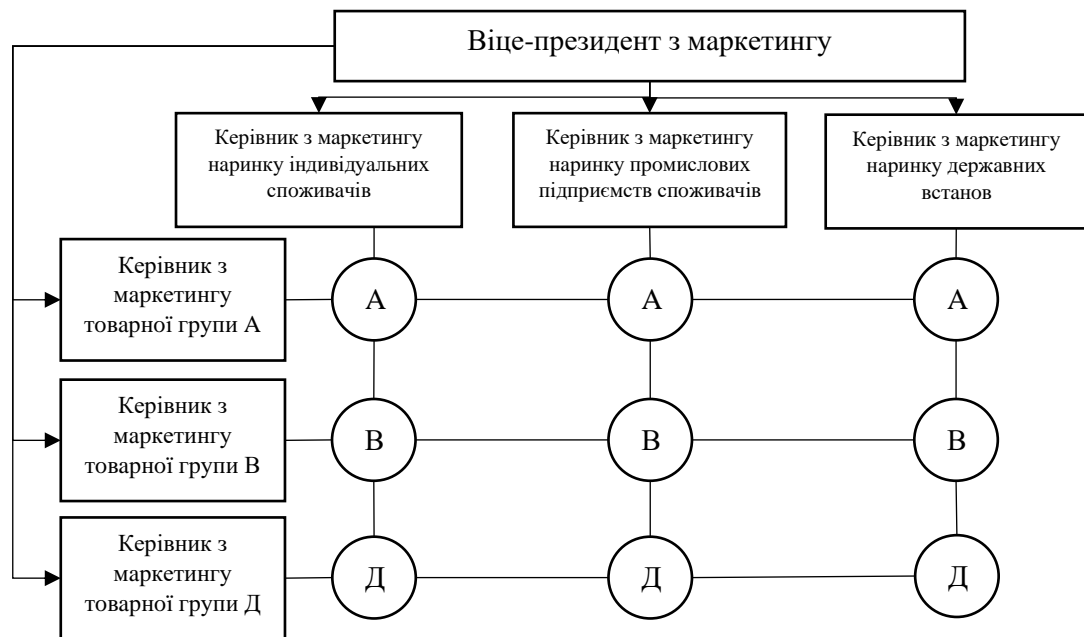 Віце-президент з маркетингу
Керівник з маркетингу
наринку індивідуальних
споживачів
Керівник з маркетингу
наринку промислових
підприємств споживачів
Керівник з маркетингу
наринку державних
встанов
Керівник з
маркетингу
товарної групи А
А
А
А
Керівник з
маркетингу
товарної групи В
В
В
В
Керівник з
маркетингу
товарної групи Д
Д
Д
Д